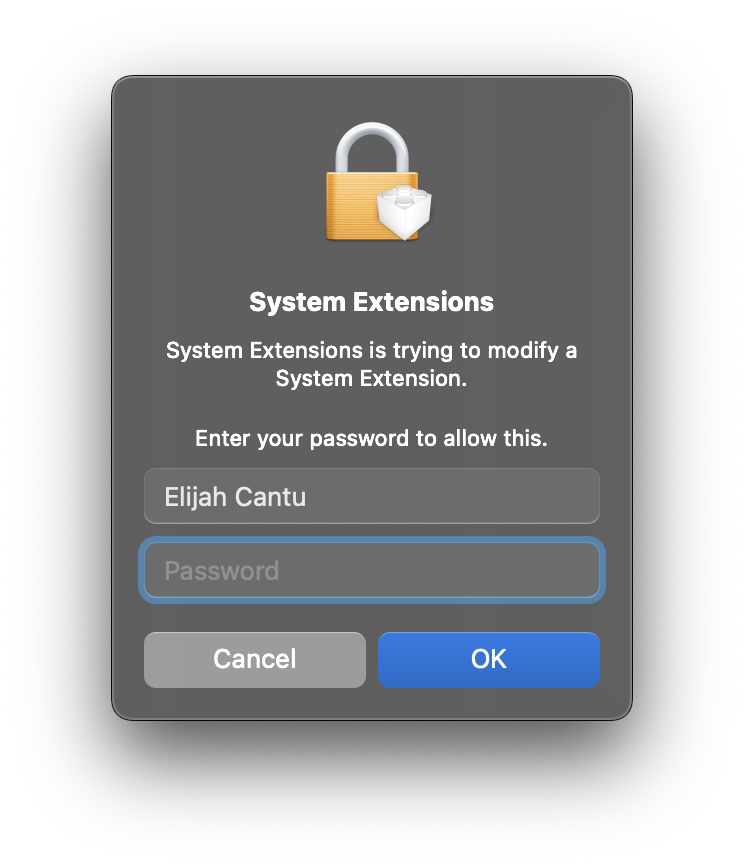 System Extensions
System Extensions is trying to modify a
System Extension.
Enter your password to allow this.
Elijah Cantu
Password
Cancel
OK